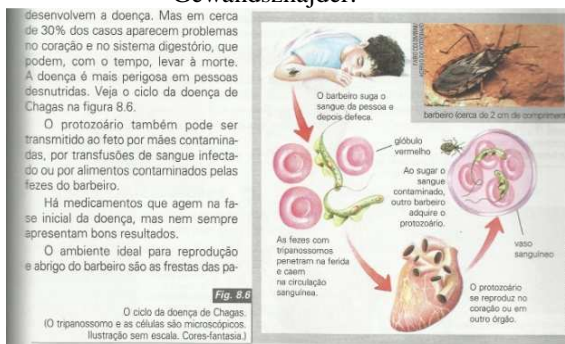 Gewandsznajder.
desenvolvem a doença. Mas em cerca
de 30% dos casos aparecem problemas
no coração e no sistema digestório, que
podem, com o tempo, levar à morte.
A doença é mais perigosa em pessoas
desnutridas. Veja o ciclo da doença de
Chagas na figura 8.6.
O protozoário também pode ser
transmitido ao feto por mães contamina-
das, por transfusões de sangue infecta-
do ou por alimentos contaminados pelas
fezes do barbeiro.
Há medicamentos que agem na fa-
se inicial da doença, mas nem sempre
apresentam bons resultados.
O ambiente ideal para reprodução
e abrigo do barbeiro são as frestas das pa-
Fig. 8.6
O ciclo da doença de Chagas.
(O tripanossomo e as células são microscópicos.
Ilustração sem escala. Cores-fantasia.)
O barbeiro suga o
sangue da pessoa e
depois defeca.
barbeiro (cerca de 2 cm de compriment
glóbulo
vermelho
Ao sugar o
sangue
contaminado,
outro barbeiro
adquire o
protozoário.
vaso
sanguíneo
As fezes com
tripanossomos
penetram na ferida
e caem
na circulação
sanguínea.
O protozoário
se reproduz no
coração ou em
outro órgão.